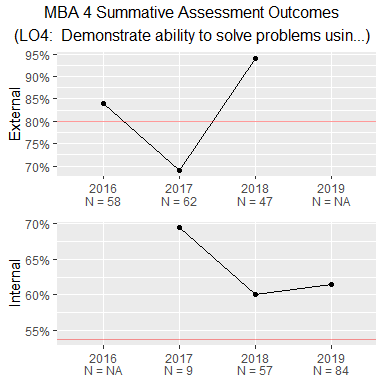 MBA 4 Summative Assessment Outcomes
(LO4:  Demonstrate ability to solve problems usin...)
External
95%
90%
85%
80%
75%
70%
2016 2017 2018 2019
N = 58 N = 62 N = 47 N = NA
Internal
70%
65%
60%
55%
2016 2017 2018 2019
N = NA N = 9 N = 57 N = 84